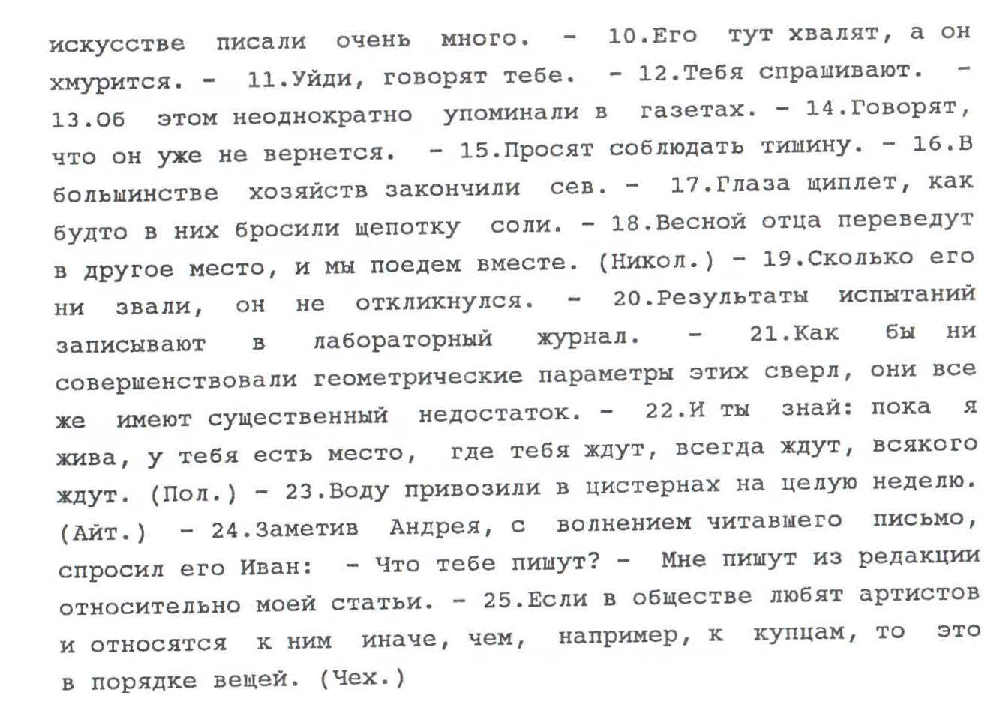 искусстве писали очень много. - 10.Его тут хвалят, а он
хмурится. - 11.Уйди, говорят тебе. - 12.Тебя спрашивают. -
13.Об этом неоднократно упоминали в газетах. - 14.Говорят,
что он уже не вернется. - 15.Просят соблюдать тишину. - 16.В
большинстве хозяйств закончили сев. - 17.Глаза щиплет, как
будто в них бросили щепотку соли. - 18.Весной отца переведут
в другое место, и мы поедем вместе. (Никол.) - 19.Сколько его
ни звали, он не откликнулся. - 20.Результаты испытаний
записывают в лабораторный журнал. - 21.Как бы ни
совершенствовали геометрические параметры этих сверл, они все
же имеют существенный недостаток. - 22.И ты знай: пока я
жива, у тебя есть место, где тебя ждут, всегда ждут, всякого
ждут. (Пол.) - 23.Воду привозили в цистернах на целую неделю.
(Айт.) - 24.Заметив Андрея, с волнением читавшего письмо,
спросил его Иван: - Что тебе пишут? - Мне пишут из редакции
относительно моей статьи. - 25.Если в обществе любят артистов
и относятся к ним иначе, чем, например, к купцам, то это
в порядке вещей. (Чех.)